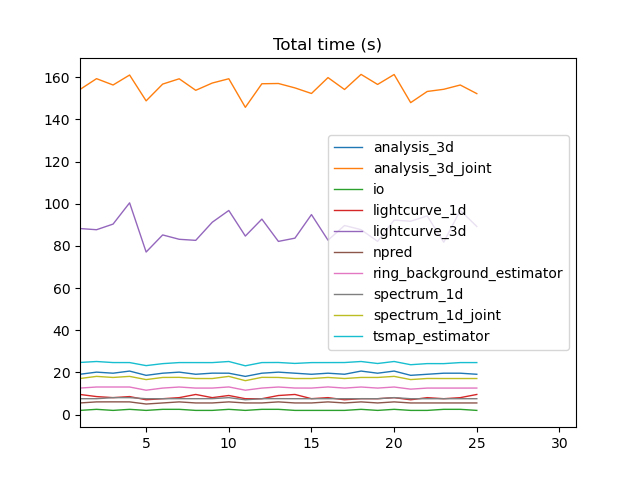 Total time (s)
160
140
120
100
80
60
40
20
0
analysis_3d
analysis_3d_joint
io
lightcurve_1d
lightcurve_3d
npred
ring_background_estimator
spectrum_1d
spectrum_1d_joint
tsmap_estimator
5 10 15 20 25 30